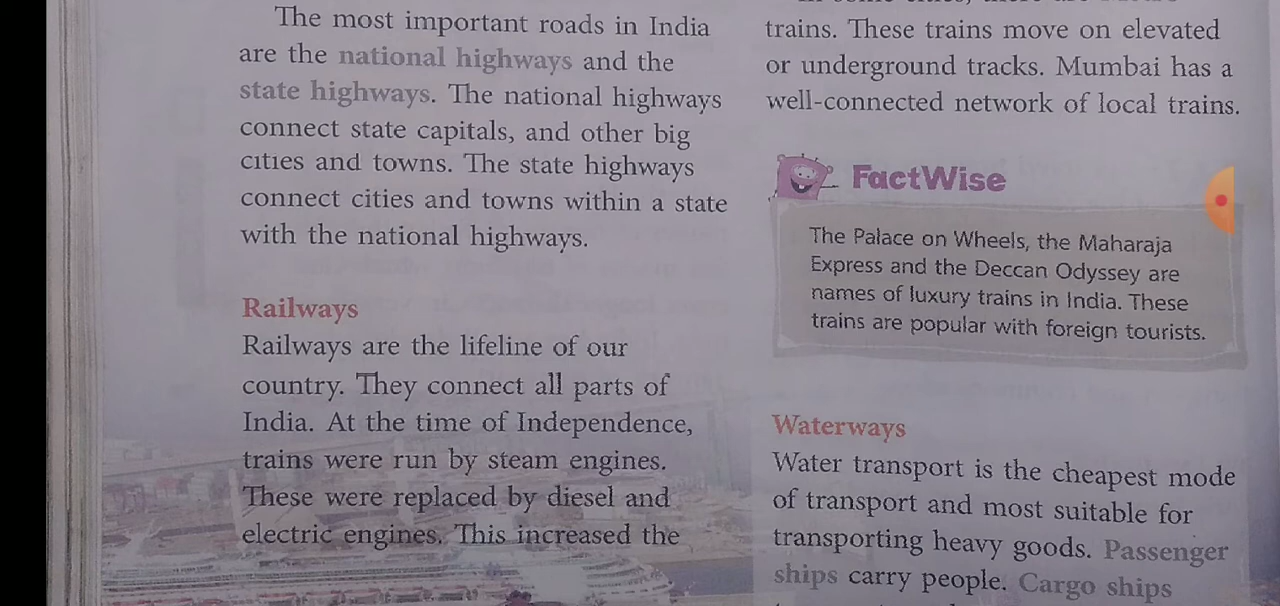 The most important roads in India
are the national highways and the
state highways. The national highways
connect state capitals, and other big
cities and towns. The state highways
connect cities and towns within a state
with the national highways.
Railways
Railways are the lifeline of our
country. They connect all parts of
India. At the time of Independence,
trains were run by steam engines.
These were replaced by diesel and
electric engines. This increased the
trains. These trains move on elevated
or underground tracks. Mumbai has a
well-connected network of local trains.
FactWise
The Palace on Wheels, the Maharaja
Express and the Deccan Odyssey are
names of luxury trains in India. These
trains are popular with foreign tourists.
Waterways
Water transport is the cheapest mode
of transport and most suitable for
transporting heavy goods. Passenger
ships carry people. Cargo ships